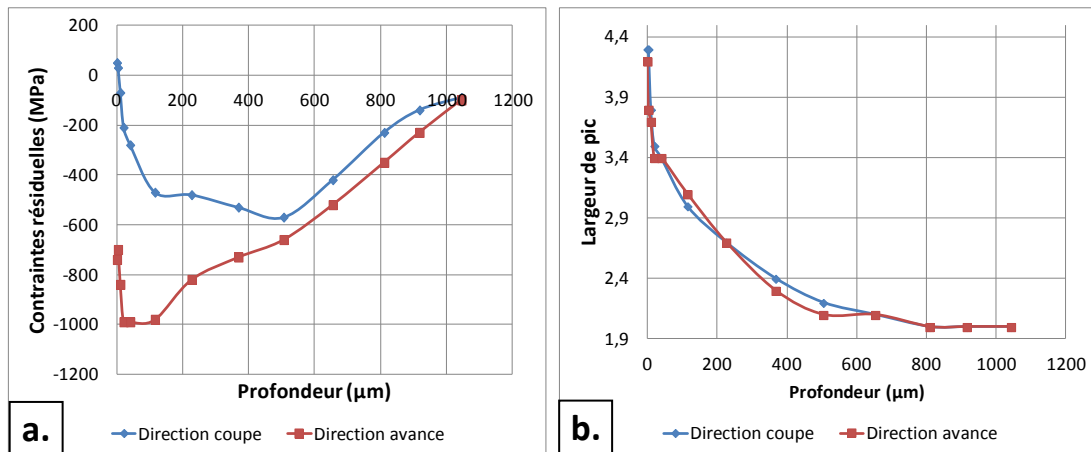 200
0
-200
-400
-600
-800
-1000
-1200
0 200 400 600 800 1000 1200
Contraintes résiduelles (MPa)
Profondeur (µm)
a.
Direction coupe Direction avance
4,4
3,9
3,4
2,9
2,4
1,9
0 200 400 600 800 1000 1200
Largeur de pic
Profondeur (µm)
b.
Direction coupe Direction avance